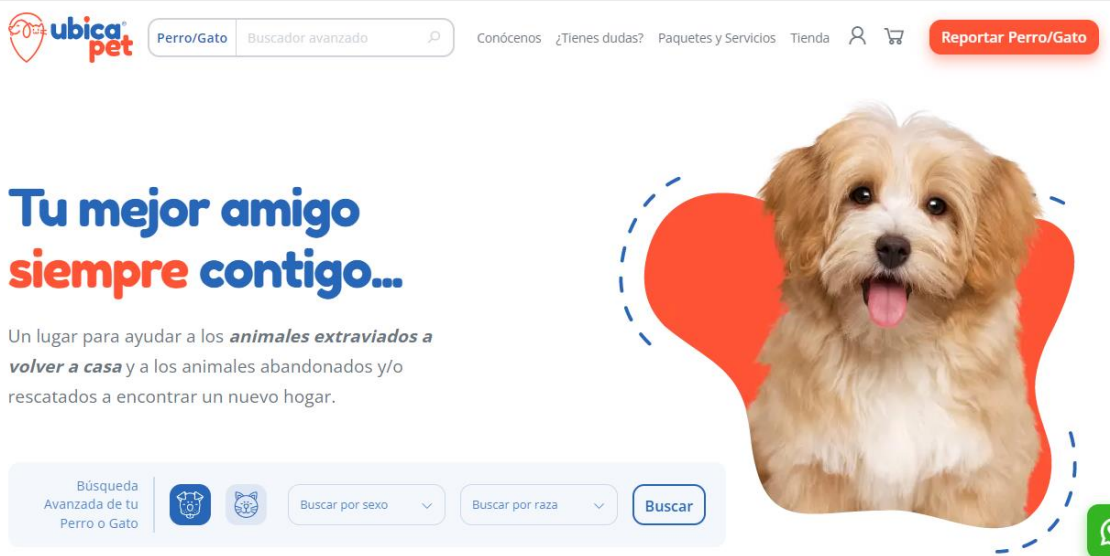 ubica
pet
Perro/Gato
Buscador avanzado
Conócenos
¿Tienes dudas?
Paquetes y Servicios
Tienda
Reportar Perro/Gato
Tu mejor amigo
siempre contigo...
Un lugar para ayudar a los animales extraviados a
volver a casa y a los animales abandonados y/o
rescatados a encontrar un nuevo hogar.
Búsqueda
Avanzada de tu
Perro o Gato
Buscar por sexo
Buscar por raza
Buscar